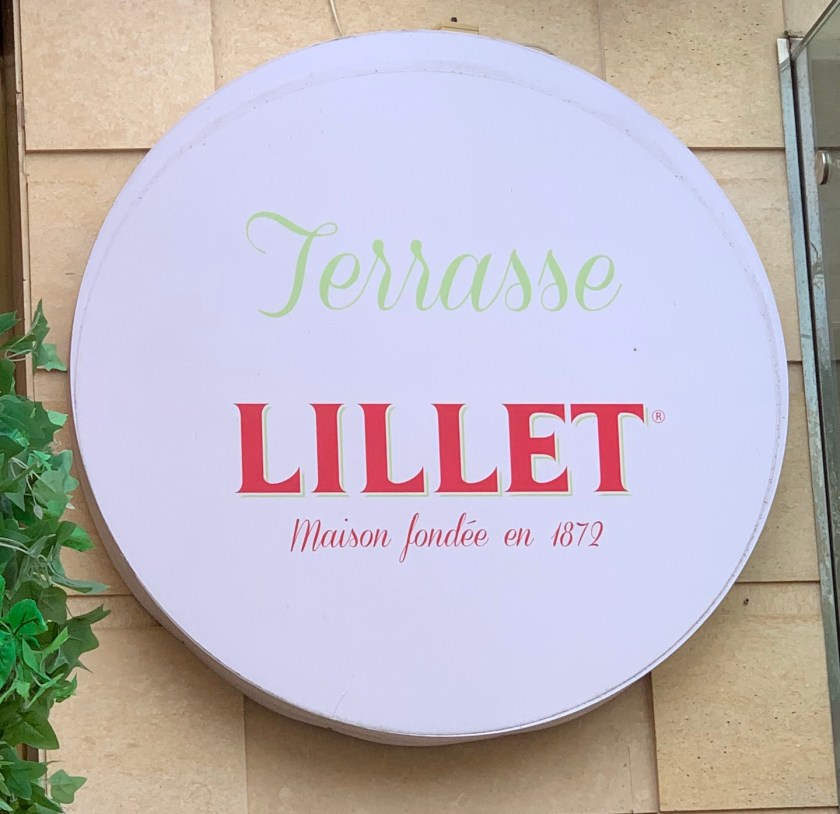 Terrasse
LILLET®
Maison fondée en 1872